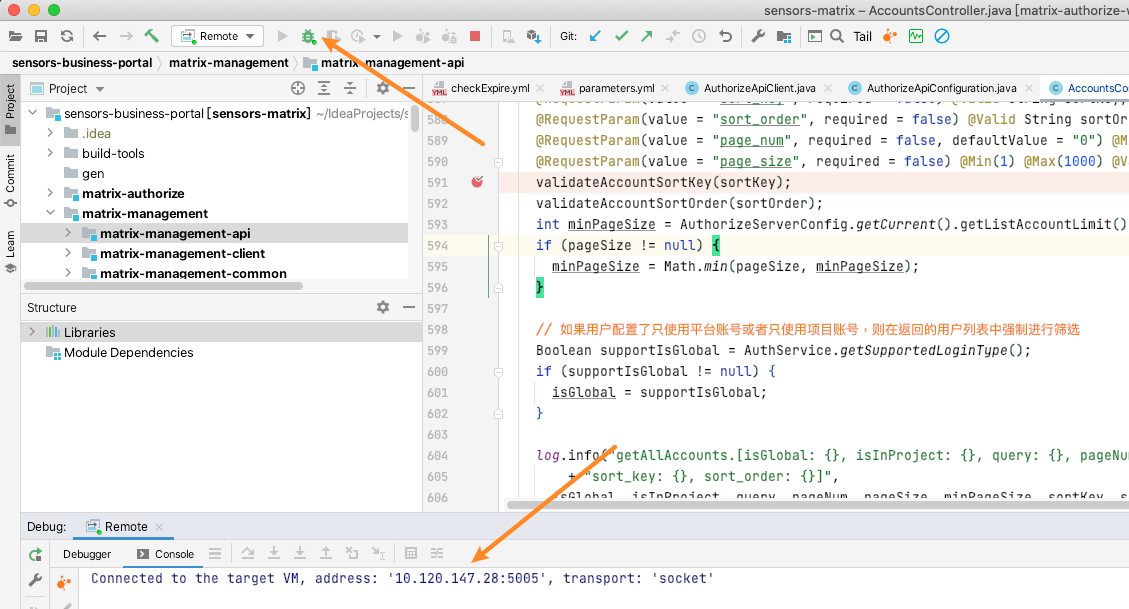 sensors-matrix – AccountsController.java [matrix-authorize-
Remote
Git:
Tail
sensors-business-portal
matrix-management
matrix-management-api
Project
checkExpire.yml
parameters.yml
AuthorizeApiClient.java
AuthorizeApiConfiguration.java
AccountsCo
Project
Commit
Learn
sensors-business-portal [sensors-matrix] ~/IdeaProjects/s
.idea
build-tools
gen
matrix-authorize
matrix-management
matrix-management-api
matrix-management-client
matrix-management-common
Structure
Libraries
Module Dependencies
588 @RequestParam(value = "sort_order", required = false) @Valid String sortOr
589 @RequestParam(value = "page_num", required = false, defaultValue = "0") @M
590 @RequestParam(value = "page_size", required = false) @Min(1) @Max(1000) @V
591 validateAccountSortKey(sortKey);
592 validateAccountSortOrder(sortOrder);
593 int minPageSize = AuthorizeServerConfig.getCurrent().getListAccountLimit()
594 if (pageSize != null) {
595 minPageSize = Math.min(pageSize, minPageSize);
596 }
597
598 // 如果用户配置了只使用平台账号或者只使用项目账号，则在返回的用户列表中强制进行筛选
599 Boolean supportIsGlobal = AuthService.getSupportedLoginType();
600 if (supportIsGlobal != null) {
601 isGlobal = supportIsGlobal;
602 }
603
604 log.info("getAllAccounts.[isGlobal: {}, isInProject: {}, query: {}, pageNu
605 + "sort_key: {}, sort_order: {}]",
606 isGlobal, isInProject, query, pageNum, pageSize, minPageSize, sortKey, s
Debug:
Remote
Debugger
Console
Connected to the target VM, address: '10.120.147.28:5005', transport: 'socket'